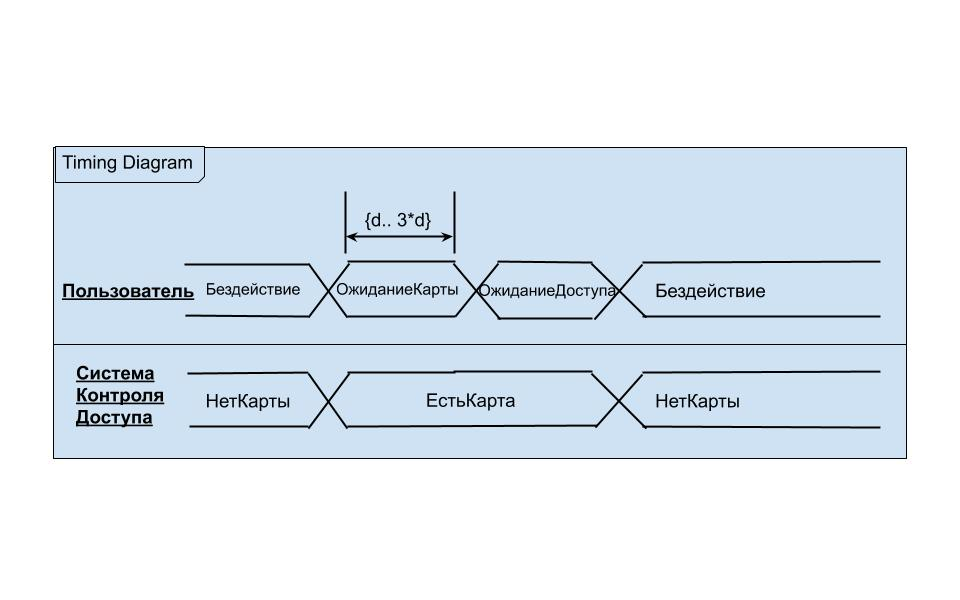 Timing Diagram
{d.. 3*d}
Пользователь
Бездействие
ОжиданиеКарты
ОжиданиеДоступа
Бездействие
Система
Контроля
Доступа
НетКарты
ЕстьКарта
НетКарты